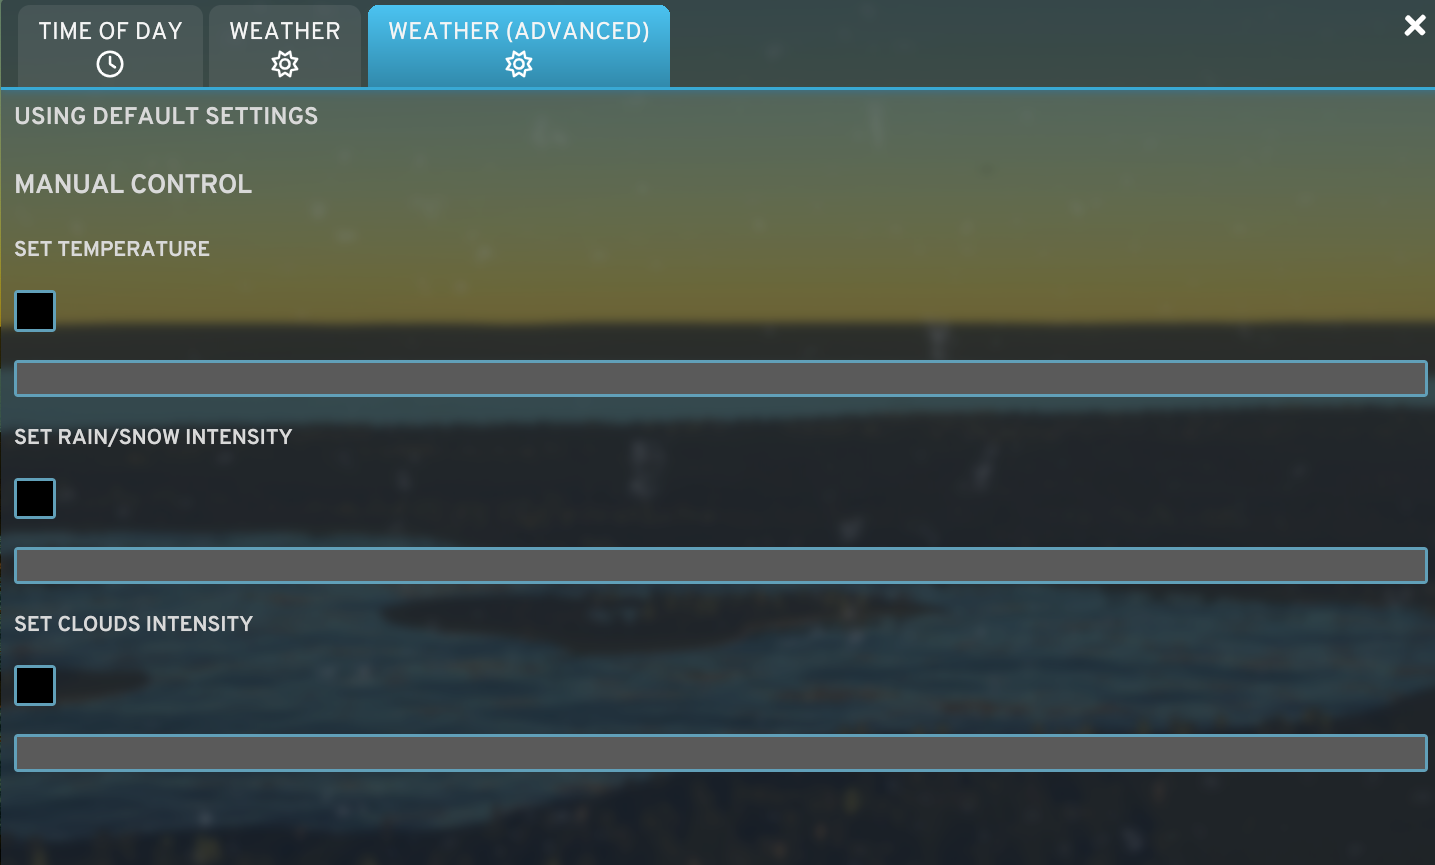 TIME OF DAY
WEATHER
WEATHER (ADVANCED)
USING DEFAULT SETTINGS
MANUAL CONTROL
SET TEMPERATURE
SET RAIN/SNOW INTENSITY
SET CLOUDS INTENSITY